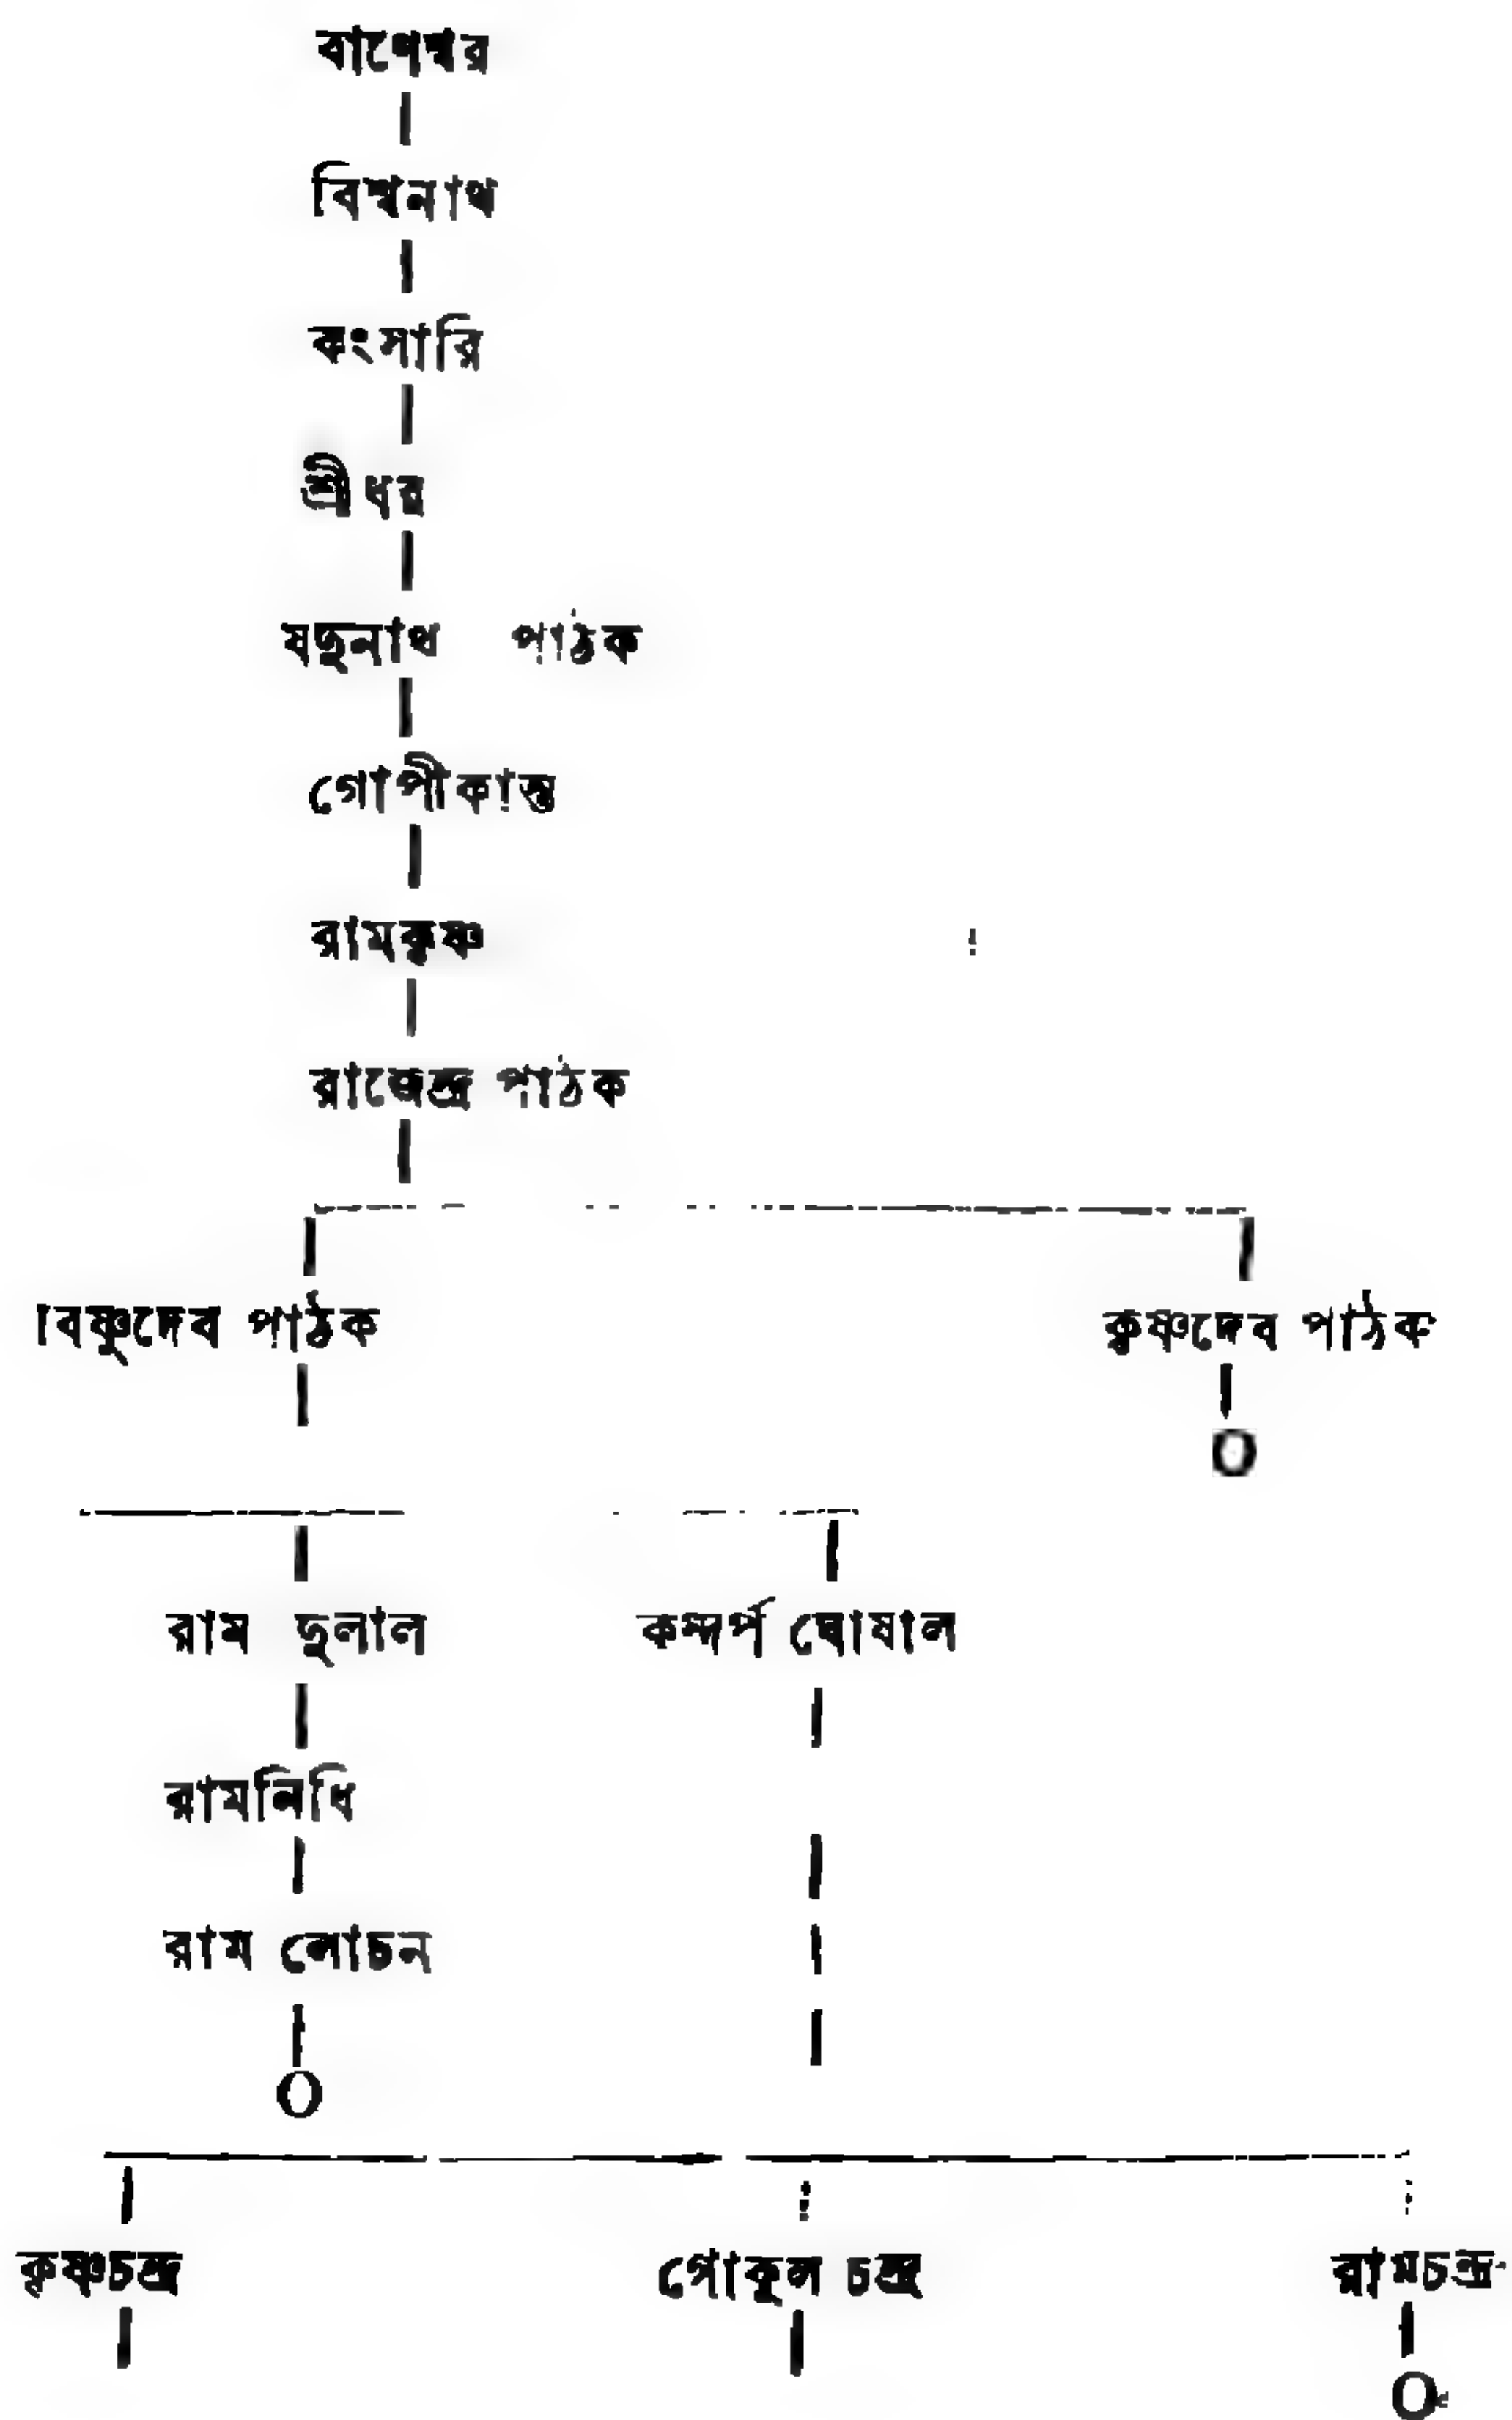 বাণেশ্বর
বিশ্বনাথ
কংসারি
শ্রীধর
যদুনাথ পাঠক
গোপীকান্ত
রামকৃষ্ণ
রাজেন্দ্র পাঠক
বিষ্ণুদেব পাঠক কৃষ্ণদেব পাঠক
O
রাম দুলাল কন্দর্প ঘোষাল
রামনিধি
রাম লোচন
O
কৃষ্ণচন্দ্র গোকুল চন্দ্র রামচন্দ্র
O